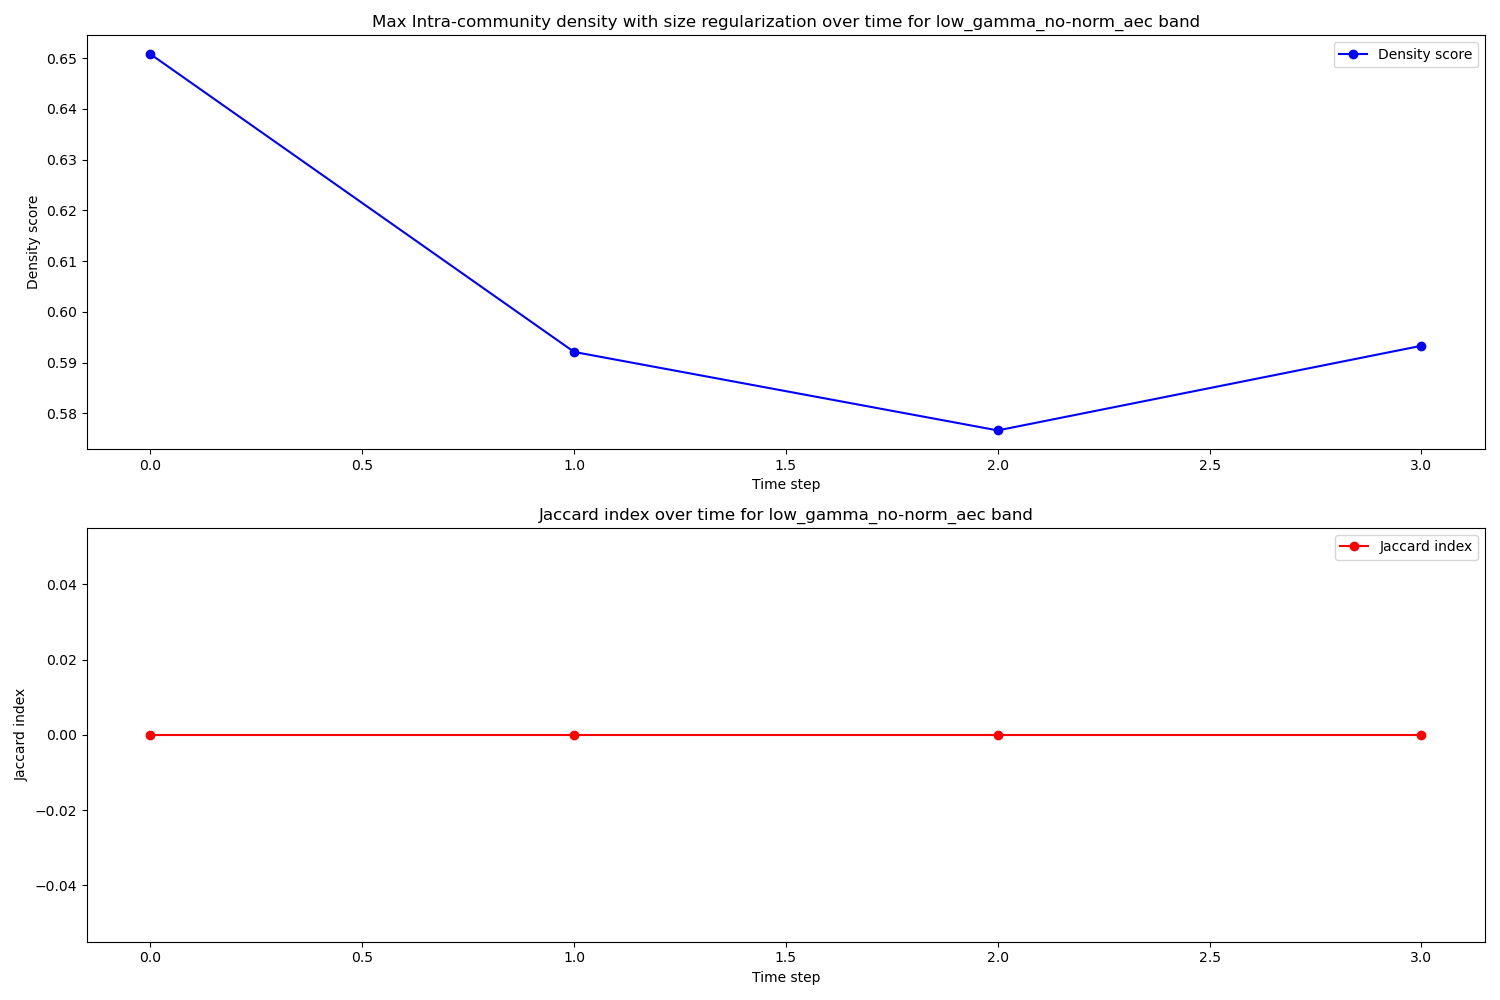 Max Intra-community density with size regularization over time for low_gamma_no-norm_aec band
Density score
0.65
0.64
0.63
0.62
0.61
0.60
0.59
0.58
Density score
0.0 0.5 1.0 1.5 2.0 2.5 3.0
Time step
Jaccard index over time for low_gamma_no-norm_aec band
Jaccard index
0.04
0.02
0.00
−0.02
−0.04
Jaccard index
0.0 0.5 1.0 1.5 2.0 2.5 3.0
Time step